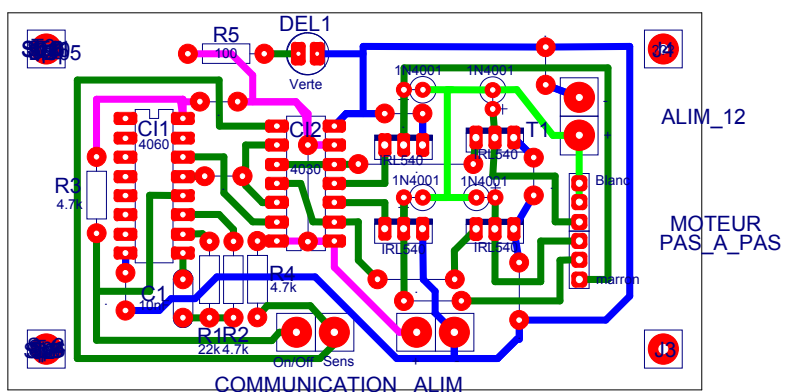 DEL1
R5
100
Verte
J4
1N4001
1N4001
ALIM_12
CI1
4060
CI2
4030
T1
IRL540
IRL540
R3
4.7k
1N4001
1N4001
Blanc
MOTEUR
PAS_A_PAS
IRL540
IRL540
marron
R4
4.7k
C1
10n
R1
R2
22k
4.7k
On/Off
Sens
J3
COMMUNICATION
ALIM